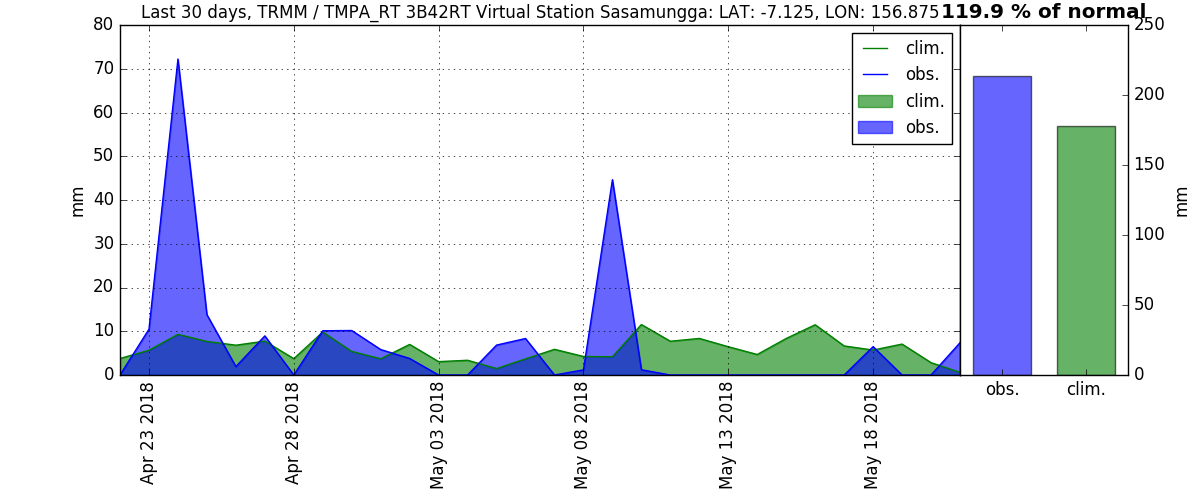 Last 30 days, TRMM / TMPA_RT 3B42RT Virtual Station Sasamungga: LAT: -7.125, LON: 156.875
119.9 % of normal
80
70
60
50
40
30
20
10
0
mm
clim.
obs.
clim.
obs.
Apr 23 2018
Apr 28 2018
May 03 2018
May 08 2018
May 13 2018
May 18 2018
250
200
150
100
50
0
mm
obs.
clim.